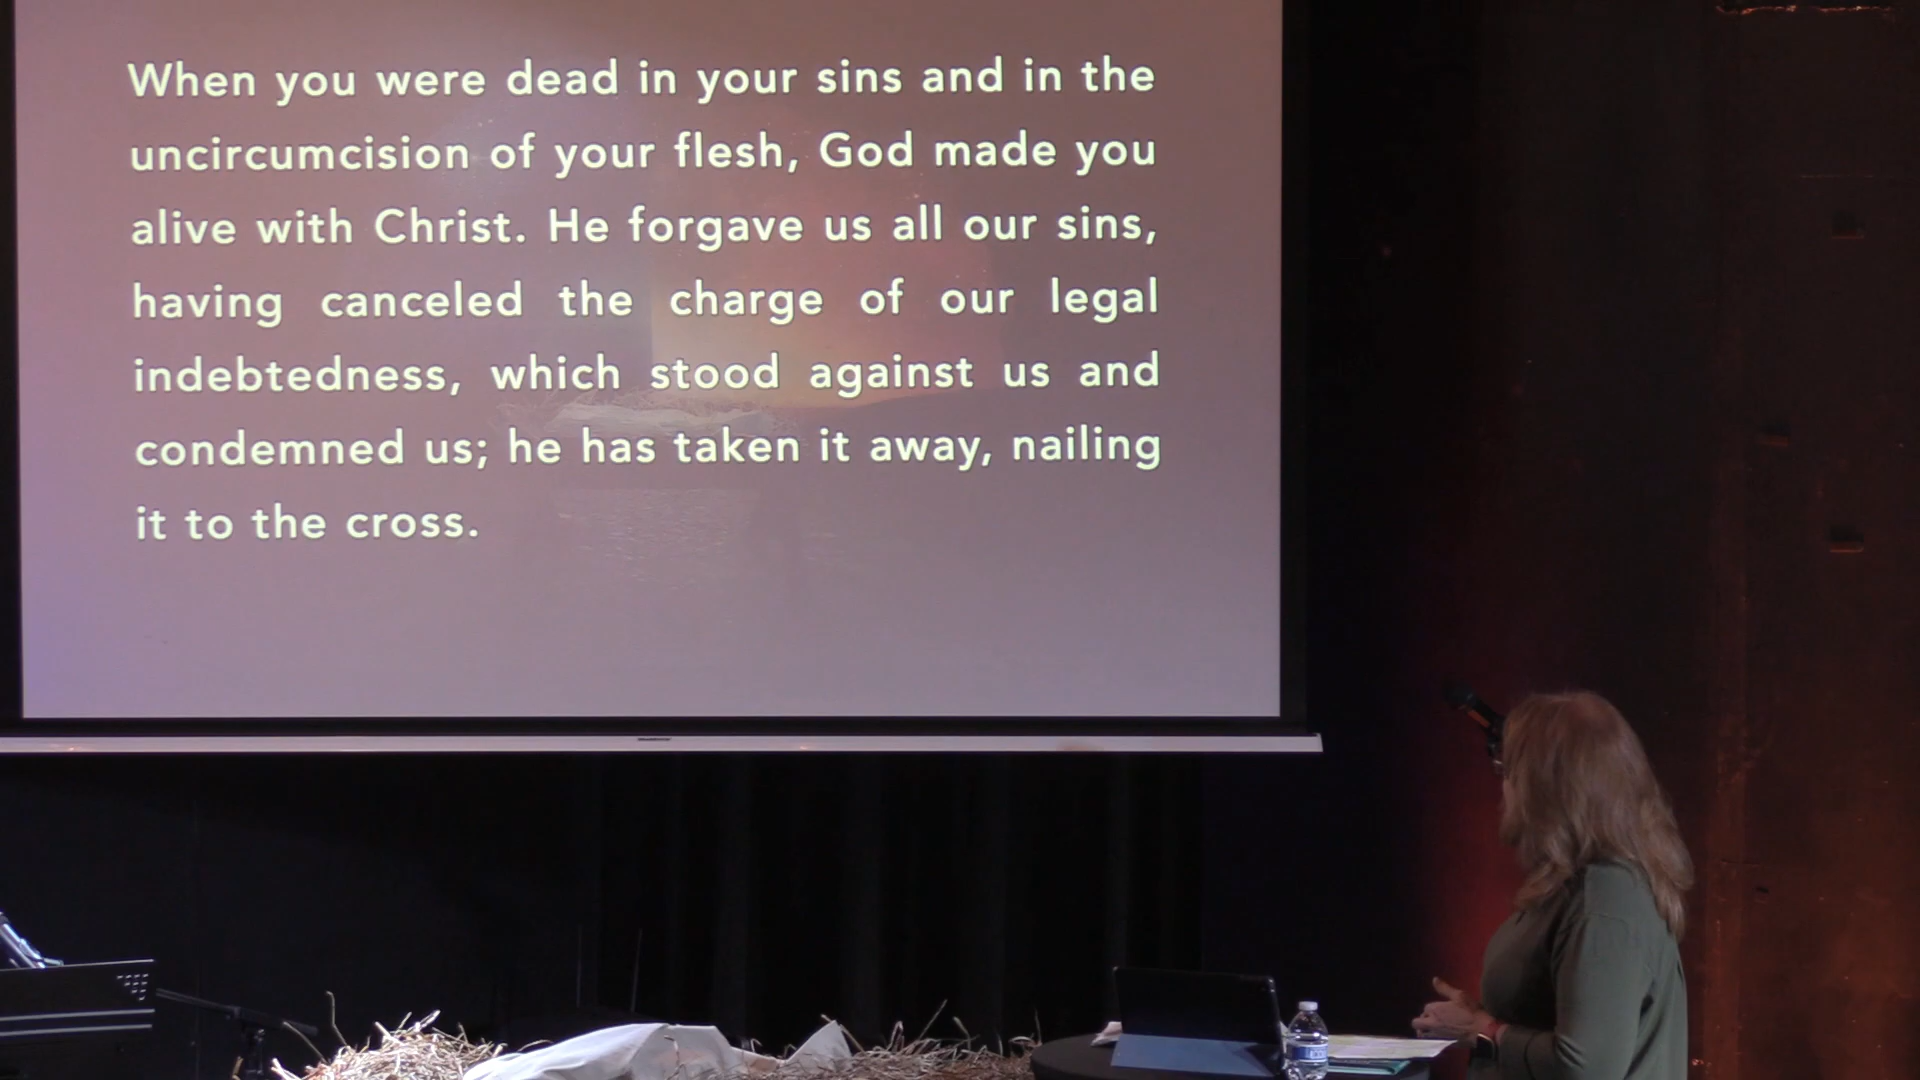 When you were dead in your sins and in the
uncircumcision of your flesh, God made you
alive with Christ. He forgave us all our sins,
having canceled the charge of our legal
indebtedness, which stood against us and
condemned us; he has taken it away, nailing
it to the cross.